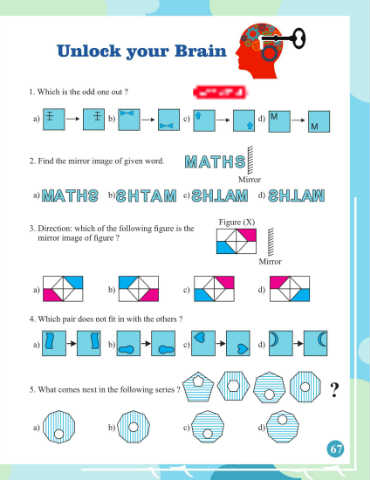 Unlock your Brain
1. Which is the odd one out ?
a) b) c) d) M
M
2. Find the mirror image of given word. MATHS
Mirror
a) MATHS b) SHTAM c) d)
3. Direction: which of the following figure is the
mirror image of figure ?
Figure (X)
Mirror
a) b) c) d)
4. Which pair does not fit in with the others ?
a) b) c) d)
5. What comes next in the following series ? ?
a) b) c) d)
67